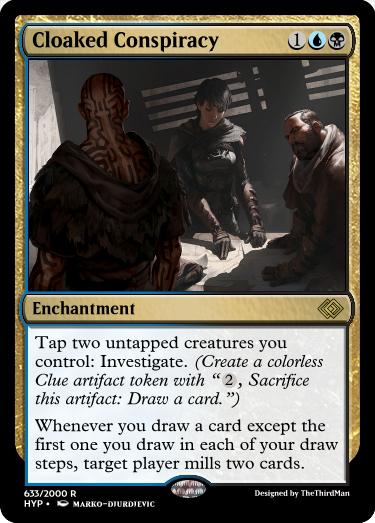 Cloaked Conspiracy 1
Enchantment
Tap two untapped creatures you
control: Investigate. (Create a colorless
Clue artifact token with “2, Sacrifice
this artifact: Draw a card.”)
Whenever you draw a card except the
first one you draw in each of your draw
steps, target player mills two cards.
633/2000 R
HYP • MARKO-DJURDJEVIC
Designed by TheThirdMan